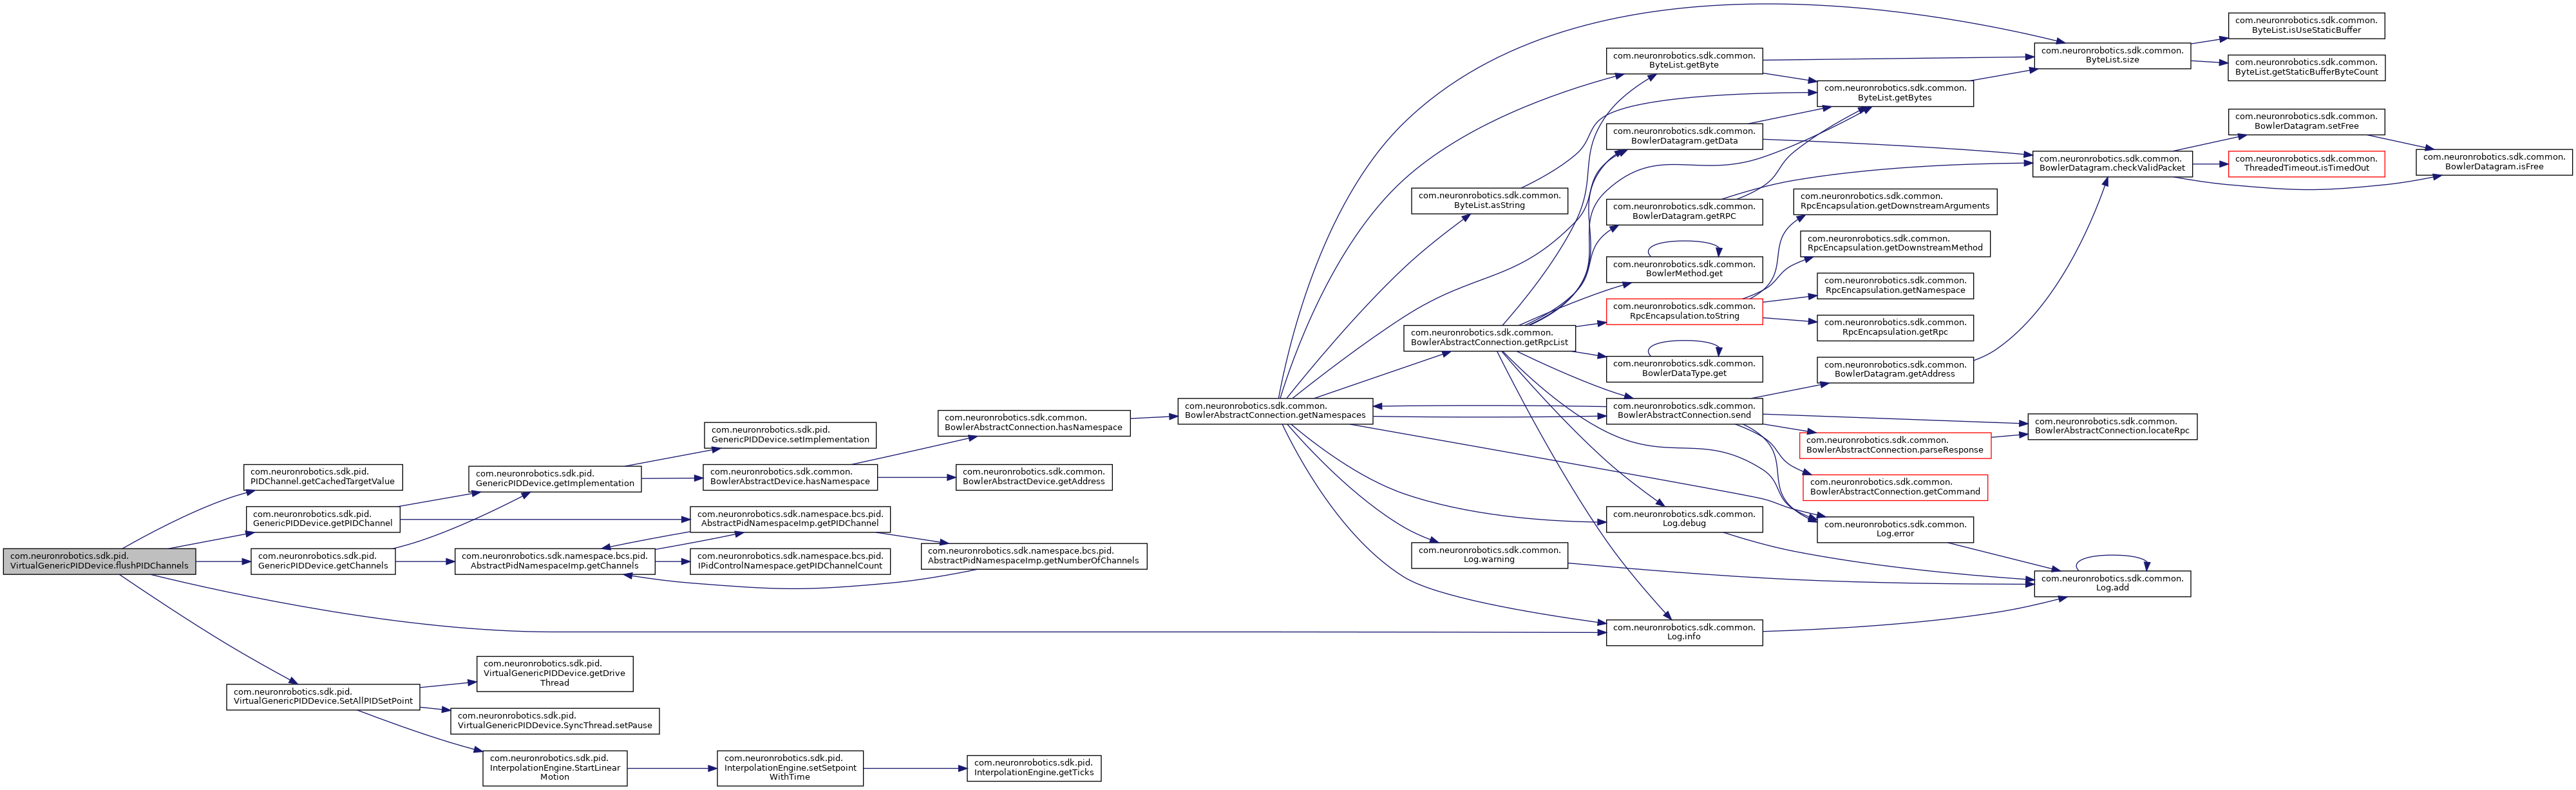 com.neuronrobotics.sdk.pid.
VirtualGenericPIDDevice.flushPIDChannels
com.neuronrobotics.sdk.pid.
PIDChannel.getCachedTargetValue
com.neuronrobotics.sdk.pid.
GenericPIDDevice.getPIDChannel
com.neuronrobotics.sdk.pid.
GenericPIDDevice.getChannels
com.neuronrobotics.sdk.pid.
VirtualGenericPIDDevice.SetAllPIDSetPoint
com.neuronrobotics.sdk.pid.
GenericPIDDevice.getImplementation
com.neuronrobotics.sdk.namespace.bcs.pid.
AbstractPidNamespaceImp.getChannels
com.neuronrobotics.sdk.pid.
VirtualGenericPIDDevice.getDrive
Thread
com.neuronrobotics.sdk.pid.
VirtualGenericPIDDevice.SyncThread.setPause
com.neuronrobotics.sdk.pid.
InterpolationEngine.StartLinear
Motion
com.neuronrobotics.sdk.pid.
GenericPIDDevice.setImplementation
com.neuronrobotics.sdk.common.
BowlerAbstractDevice.hasNamespace
com.neuronrobotics.sdk.namespace.bcs.pid.
AbstractPidNamespaceImp.getPIDChannel
com.neuronrobotics.sdk.namespace.bcs.pid.
IPidControlNamespace.getPIDChannelCount
com.neuronrobotics.sdk.pid.
InterpolationEngine.setSetpoint
WithTime
com.neuronrobotics.sdk.common.
BowlerAbstractConnection.hasNamespace
com.neuronrobotics.sdk.common.
BowlerAbstractDevice.getAddress
com.neuronrobotics.sdk.namespace.bcs.pid.
AbstractPidNamespaceImp.getNumberOfChannels
com.neuronrobotics.sdk.pid.
InterpolationEngine.getTicks
com.neuronrobotics.sdk.common.
BowlerAbstractConnection.getNamespaces
com.neuronrobotics.sdk.common.
ByteList.asString
com.neuronrobotics.sdk.common.
BowlerAbstractConnection.getRpcList
com.neuronrobotics.sdk.common.
Log.warning
com.neuronrobotics.sdk.common.
ByteList.getByte
com.neuronrobotics.sdk.common.
BowlerDatagram.getData
com.neuronrobotics.sdk.common.
BowlerDatagram.getRPC
com.neuronrobotics.sdk.common.
BowlerMethod.get
com.neuronrobotics.sdk.common.
RpcEncapsulation.toString
com.neuronrobotics.sdk.common.
BowlerDataType.get
com.neuronrobotics.sdk.common.
BowlerAbstractConnection.send
com.neuronrobotics.sdk.common.
Log.debug
com.neuronrobotics.sdk.common.
Log.info
com.neuronrobotics.sdk.common.
ByteList.getBytes
com.neuronrobotics.sdk.common.
RpcEncapsulation.getDownstreamArguments
com.neuronrobotics.sdk.common.
RpcEncapsulation.getDownstreamMethod
com.neuronrobotics.sdk.common.
RpcEncapsulation.getNamespace
com.neuronrobotics.sdk.common.
RpcEncapsulation.getRpc
com.neuronrobotics.sdk.common.
BowlerDatagram.getAddress
com.neuronrobotics.sdk.common.
BowlerAbstractConnection.parseResponse
com.neuronrobotics.sdk.common.
BowlerAbstractConnection.getCommand
com.neuronrobotics.sdk.common.
Log.error
com.neuronrobotics.sdk.common.
ByteList.size
com.neuronrobotics.sdk.common.
BowlerDatagram.checkValidPacket
com.neuronrobotics.sdk.common.
BowlerAbstractConnection.locateRpc
com.neuronrobotics.sdk.common.
Log.add
com.neuronrobotics.sdk.common.
ByteList.isUseStaticBuffer
com.neuronrobotics.sdk.common.
ByteList.getStaticBufferByteCount
com.neuronrobotics.sdk.common.
BowlerDatagram.setFree
com.neuronrobotics.sdk.common.
ThreadedTimeout.isTimedOut
com.neuronrobotics.sdk.common.
BowlerDatagram.isFree